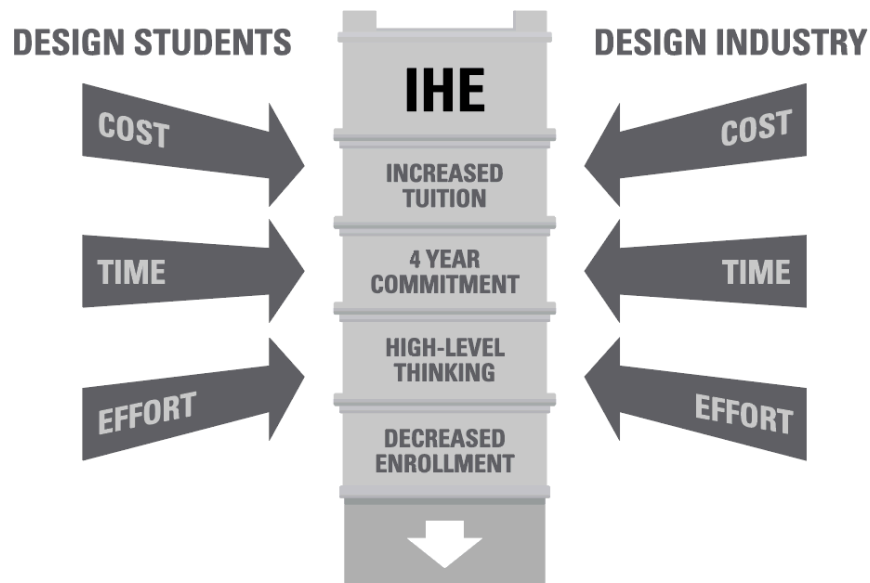 DESIGN STUDENTS
COST
TIME
EFFORT
IHE
INCREASED
TUITION
4 YEAR
COMMITMENT
HIGH-LEVEL
THINKING
DECREASED
ENROLLMENT
DESIGN INDUSTRY
COST
TIME
EFFORT